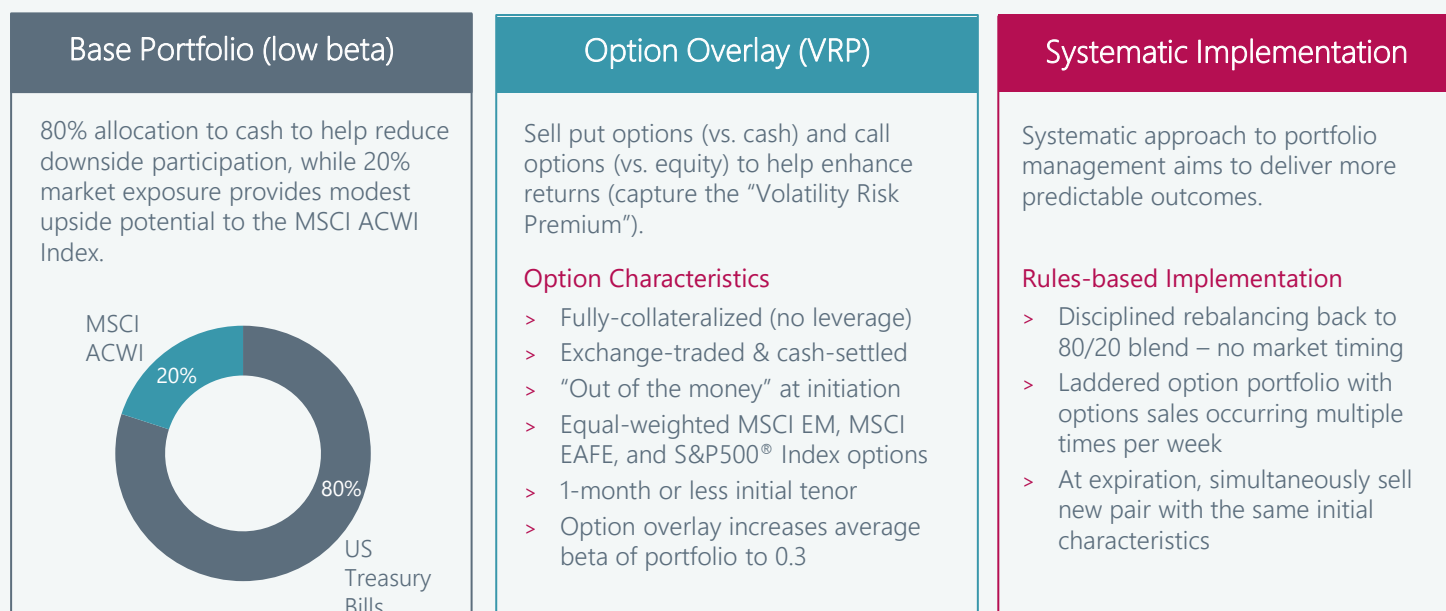 Base Portfolio (low beta)
80% allocation to cash to help reduce
downside participation, while 20%
market exposure provides modest
upside potential to the MSCI ACWI
Index.
MSCI
ACWI
20%
80%
US
Treasury
Bills
Option Overlay (VRP)
Sell put options (vs. cash) and call
options (vs. equity) to help enhance
returns (capture the “Volatility Risk
Premium”).
Option Characteristics
> Fully-collateralized (no leverage)
> Exchange-traded & cash-settled
> “Out of the money” at initiation
> Equal-weighted MSCI EM, MSCI
EAFE, and S&P500® Index options
> 1-month or less initial tenor
> Option overlay increases average
beta of portfolio to 0.3
Systematic Implementation
Systematic approach to portfolio
management aims to deliver more
predictable outcomes.
Rules-based Implementation
> Disciplined rebalancing back to
80/20 blend – no market timing
> Laddered option portfolio with
options sales occurring multiple
times per week
> At expiration, simultaneously sell
new pair with the same initial
characteristics